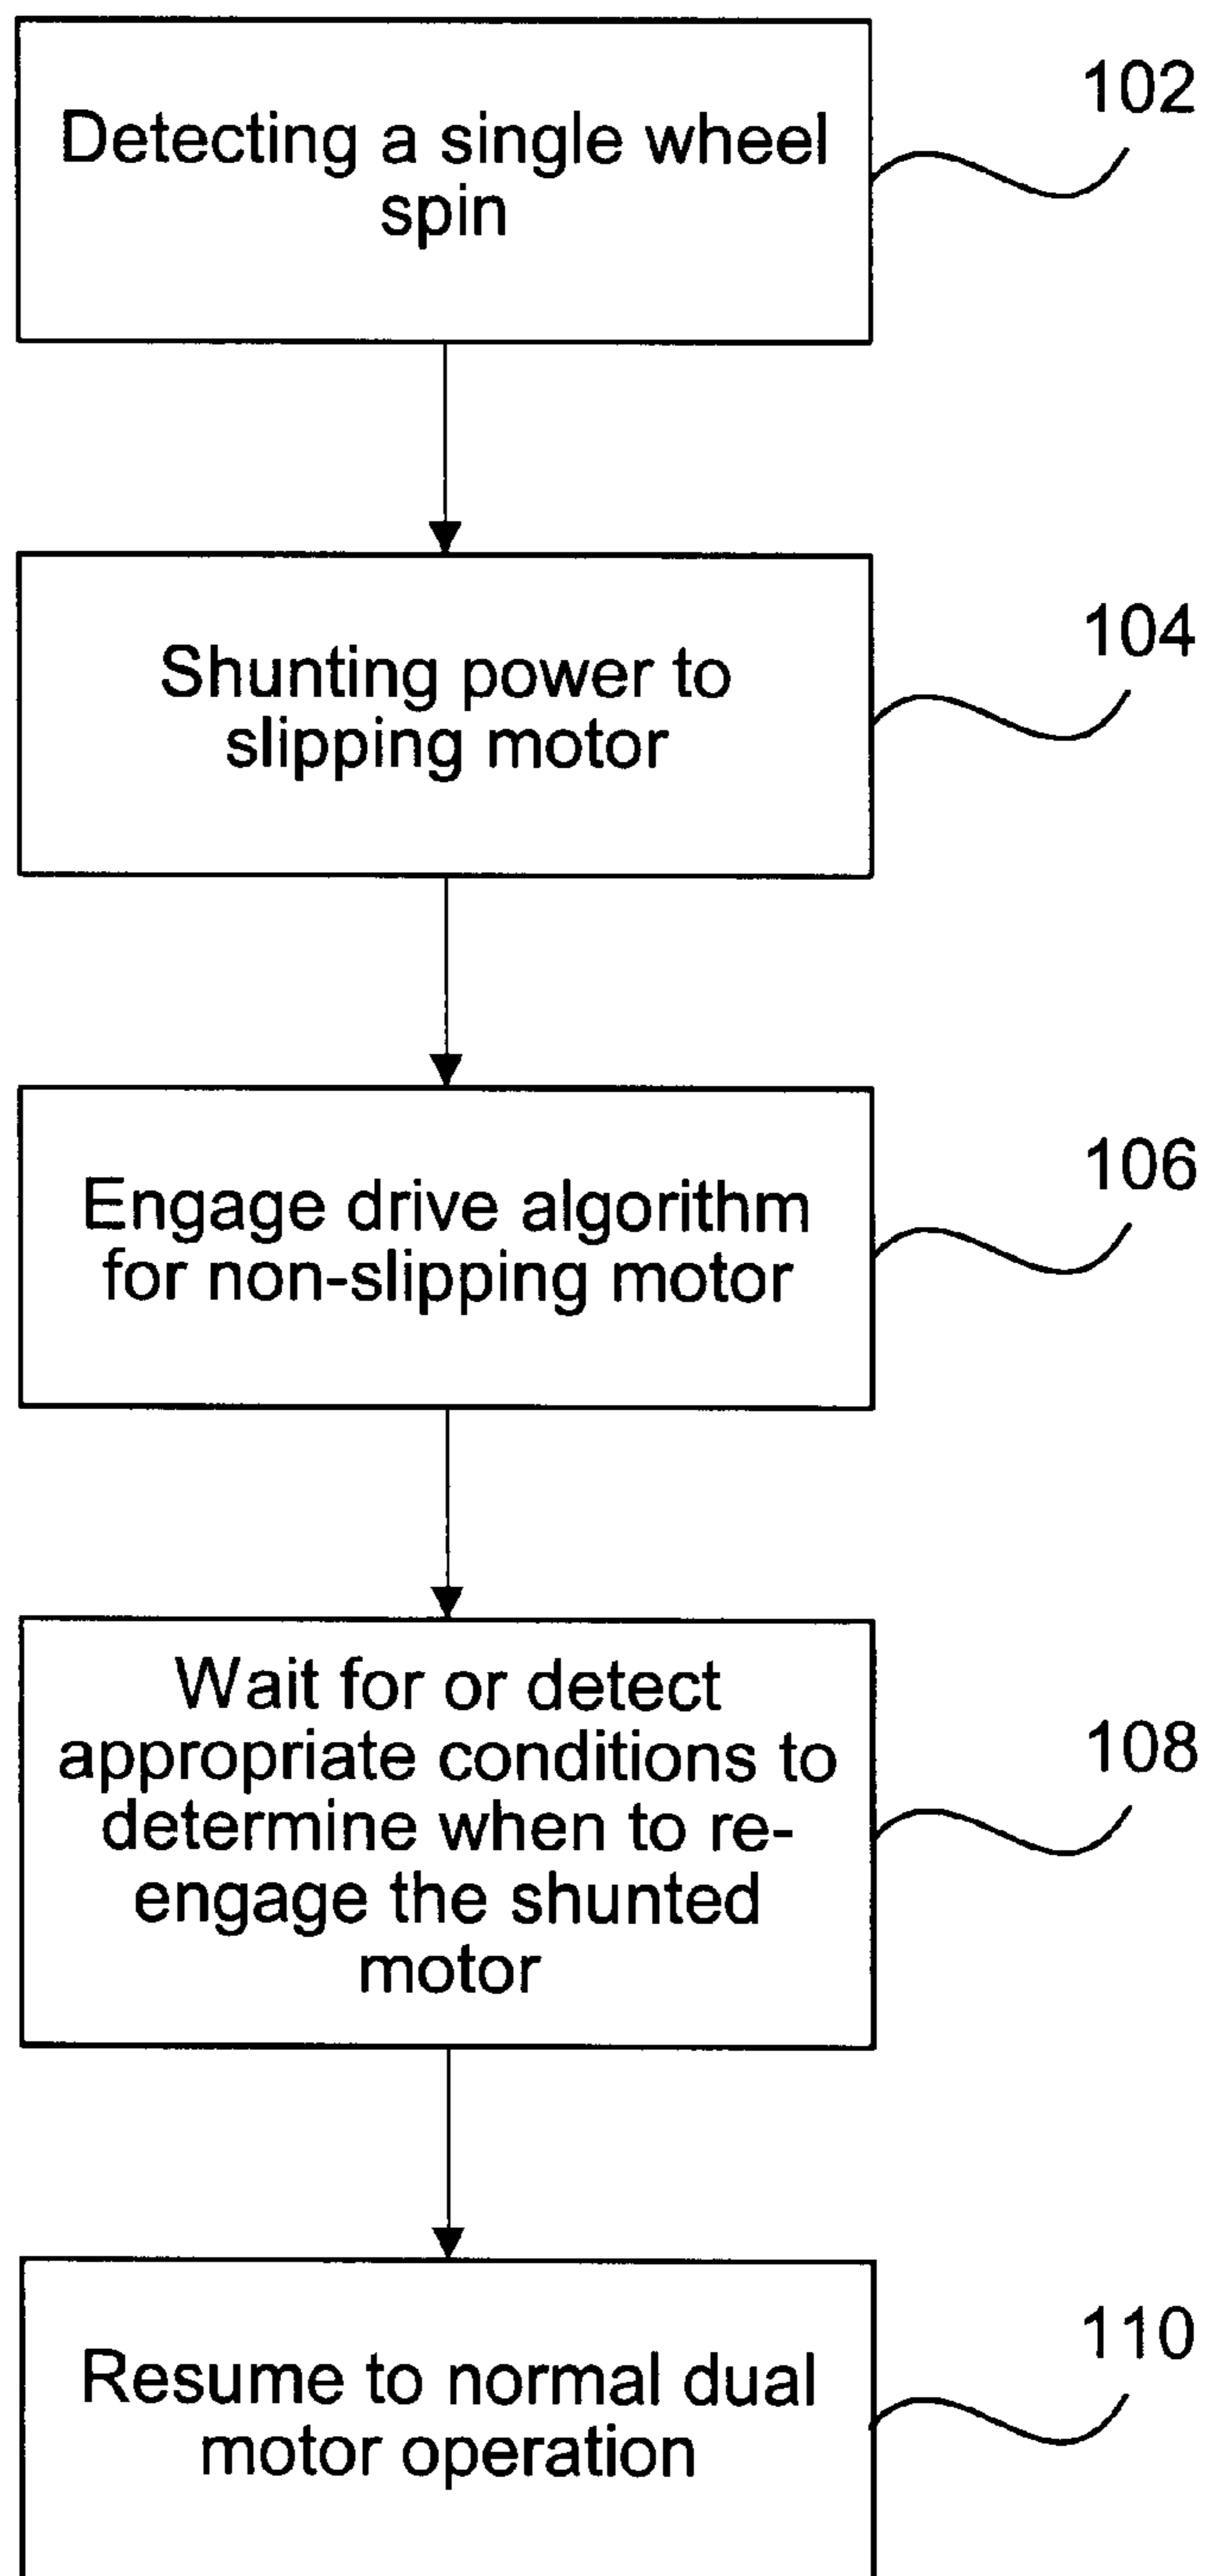 Detecting a single wheel
spin
102
Shunting power to
slipping motor
104
Engage drive algorithm
for non-slipping motor
106
Wait for or detect
appropriate conditions to
determine when to re-
engage the shunted
motor
108
Resume to normal dual
motor operation
110